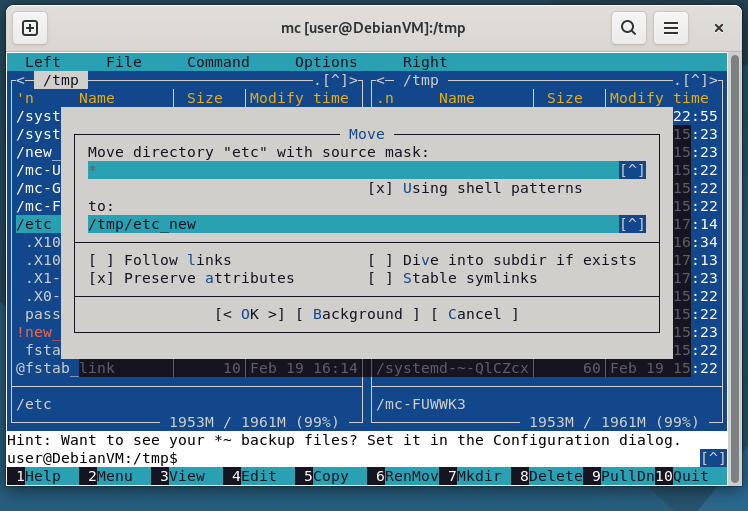 mc [user@DebianVM]:/tmp
Left File Command Options Right
<─ /tmp .[^]> <─ /tmp .[^]>
'n Name Size Modify time .n Name Size Modify time
/syst 22:55
/syst 15:23
/new_ Move 15:23
/mc-U Move directory "etc" with source mask: 15:22
/mc-G * [^] 15:22
/mc-F [x] Using shell patterns 15:22
/etc to: 17:14
.X10 /tmp/etc_new [^] 16:34
.X10 17:13
.X1- [ ] Follow links [ ] Dive into subdir if exists 15:23
.X0- [x] Preserve attributes [ ] Stable symlinks 15:22
pass 15:22
!new_ [< OK >] [ Background ] [ Cancel ] 15:23
fsta 15:22
@fstab_link 10 Feb 19 16:14 /systemd-~-QlCZcx 60 Feb 19 15:22
/etc /mc-FUWWK3
1953M / 1961M (99%) 1953M / 1961M (99%)
Hint: Want to see your *~ backup files? Set it in the Configuration dialog.
user@DebianVM:/tmp$ [^]
1Help 2Menu 3View 4Edit 5Copy 6RenMov 7Mkdir 8Delete 9PullDn 10Quit